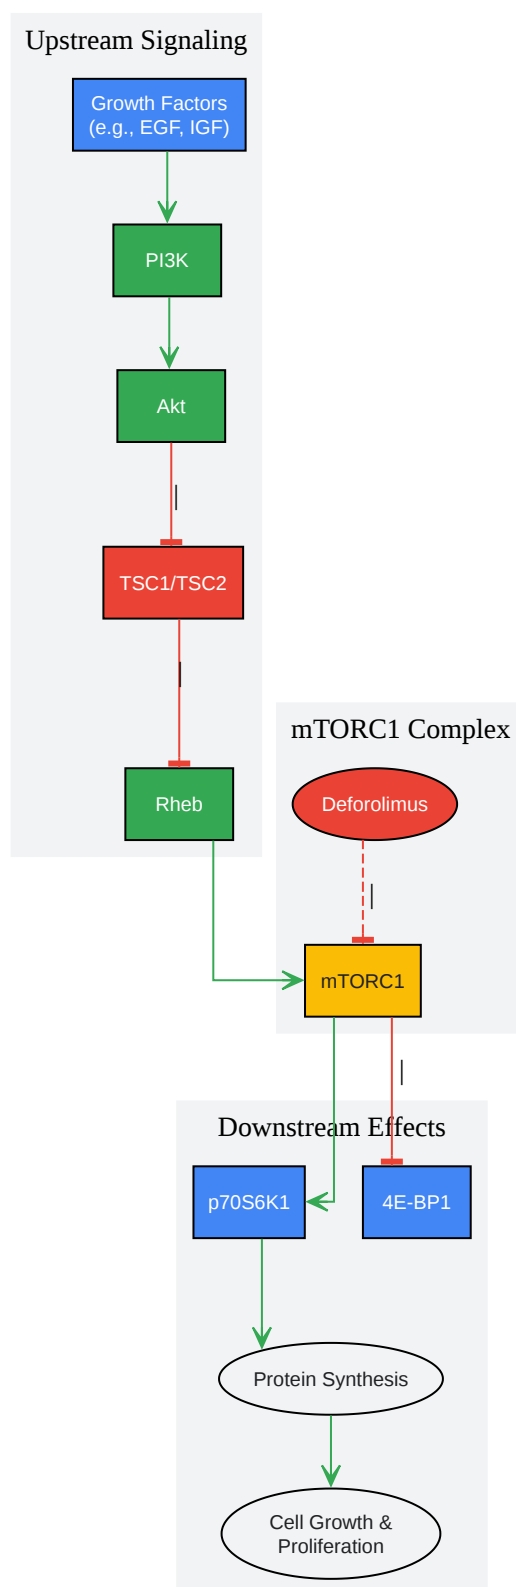 Upstream Signaling
Growth Factors
(e.g., EGF, IGF)
PI3K
Akt
|
TSC1/TSC2
|
Rheb
mTORC1 Complex
Deforolimus
|
mTORC1
|
Downstream Effects
p70S6K1
4E-BP1
Protein Synthesis
Cell Growth &
Proliferation